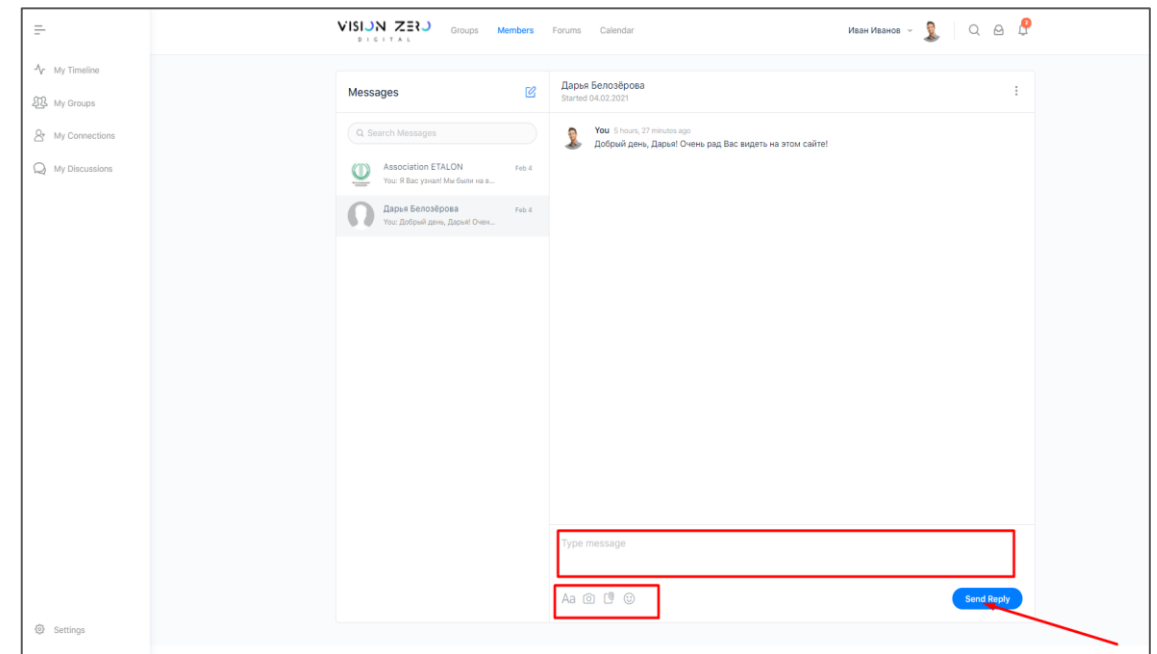 VISION ZERO
DIGITAL
Groups Members Forums Calendar
Иван Иванов
My Timeline
My Groups
My Connections
My Discussions
Settings
Messages
Search Messages
Association ETALON Feb 4
You: Я Вас узнал! Мы были на в...
Дарья Белозёрова Feb 4
You: Добрый день, Дарья! Очен...
Дарья Белозёрова
Started 04.02.2021
You 5 hours, 27 minutos ago
Добрый день, Дарья! Очень рад Вас видеть на этом сайте!
Type message
Aa
Send Reply